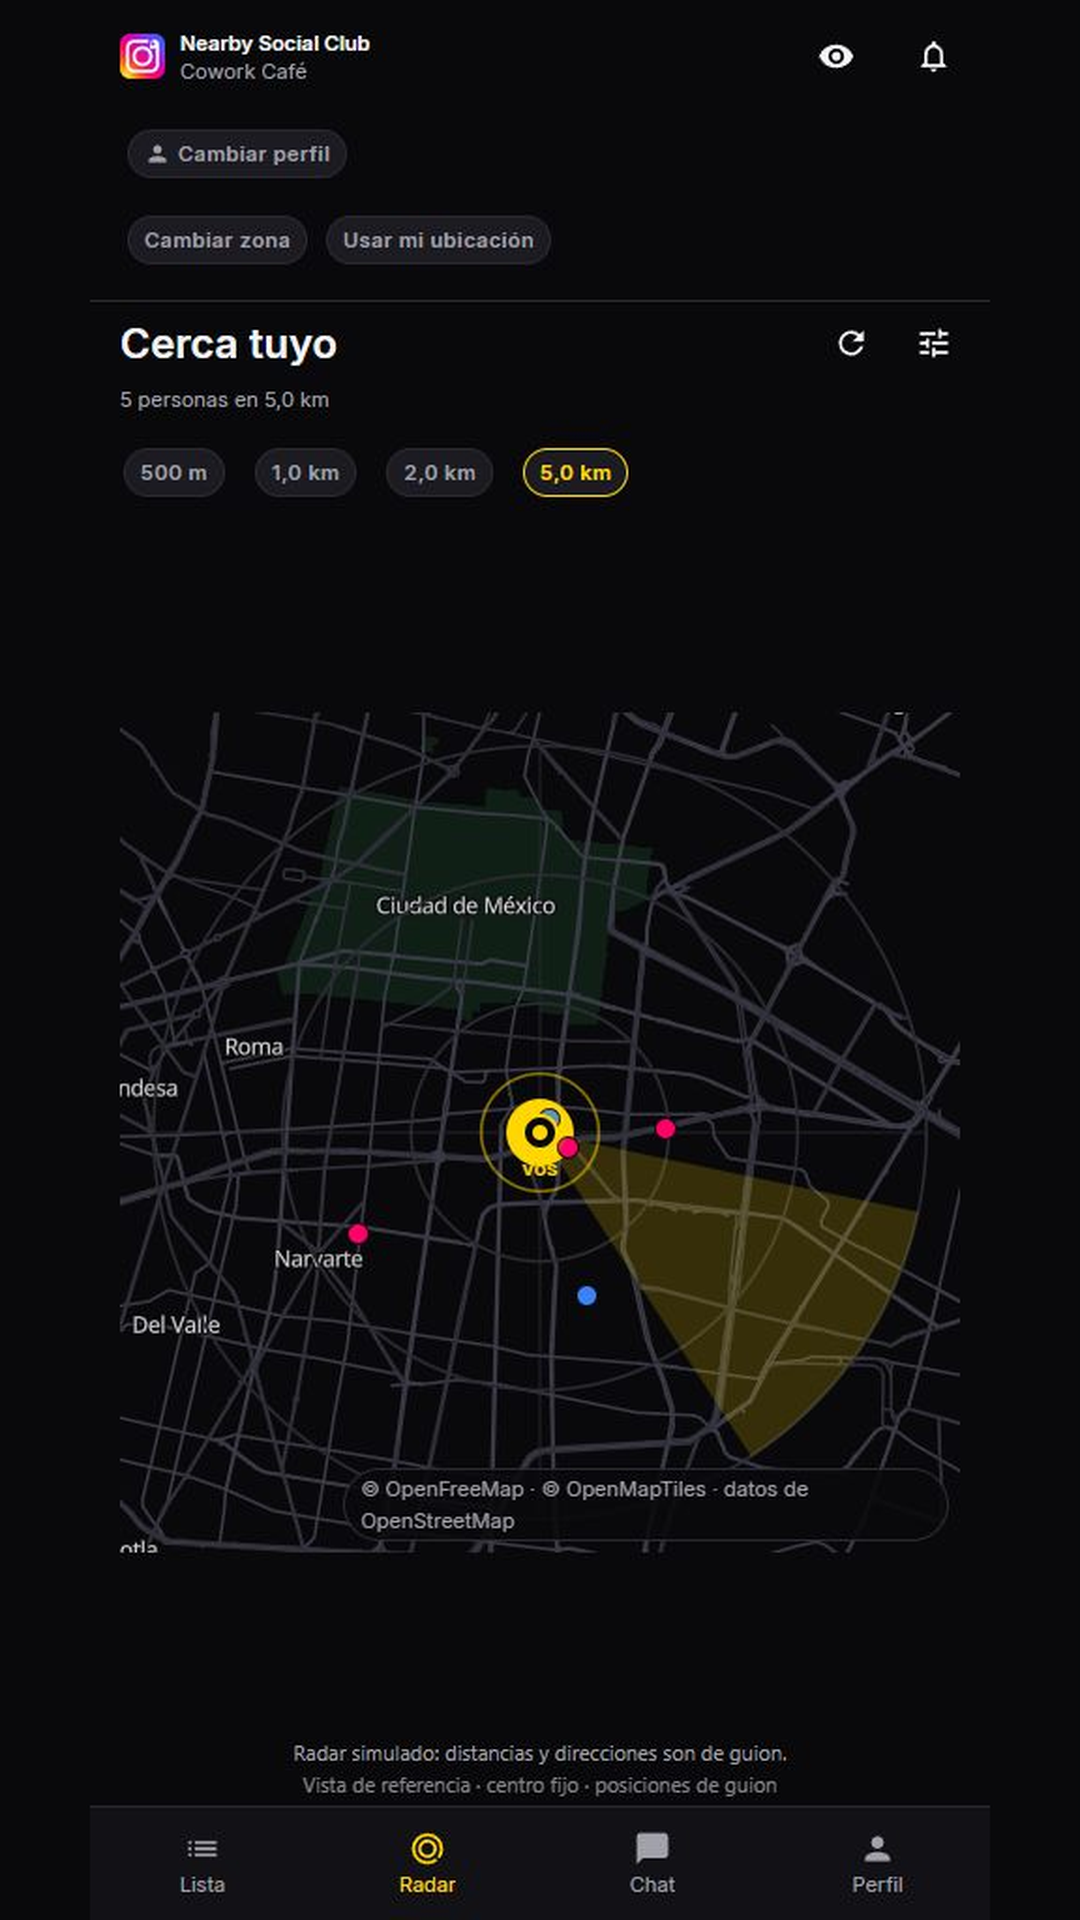 Nearby Social Club
Cowork Café
Cambiar perfil
Cambiar zona
Usar mi ubicación
Cerca tuyo
5 personas en 5,0 km
500 m
1,0 km
2,0 km
5,0 km
Ciudad de México
Roma
ndesa
vos
Narvarte
Del Valle
© OpenFreeMap · © OpenMapTiles · datos de
OpenStreetMap
otla
Radar simulado: distancias y direcciones son de guion.
Vista de referencia · centro fijo · posiciones de guion
Lista
Radar
Chat
Perfil